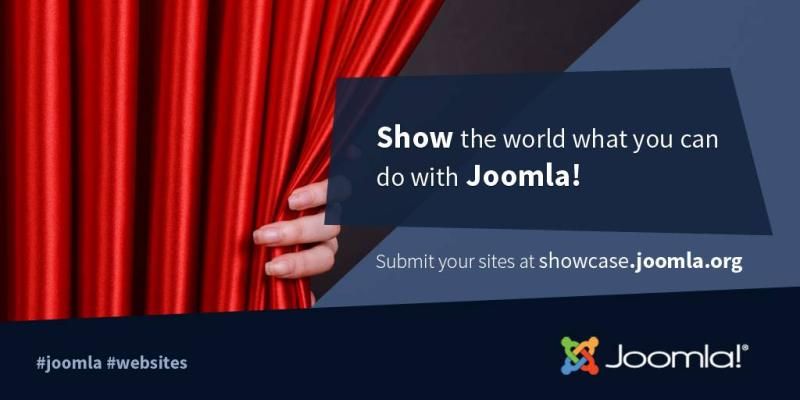 Show the world what you can
do with Joomla!
Submit your sites at showcase.joomla.org
#joomla #websites
Joomla!®